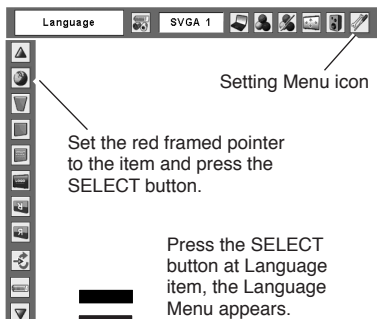 Language
SVGA 1
Setting Menu icon
Set the red framed pointer
to the item and press the
SELECT button.
LOGO
R
R
Press the SELECT
button at Language
item, the Language
Menu appears.